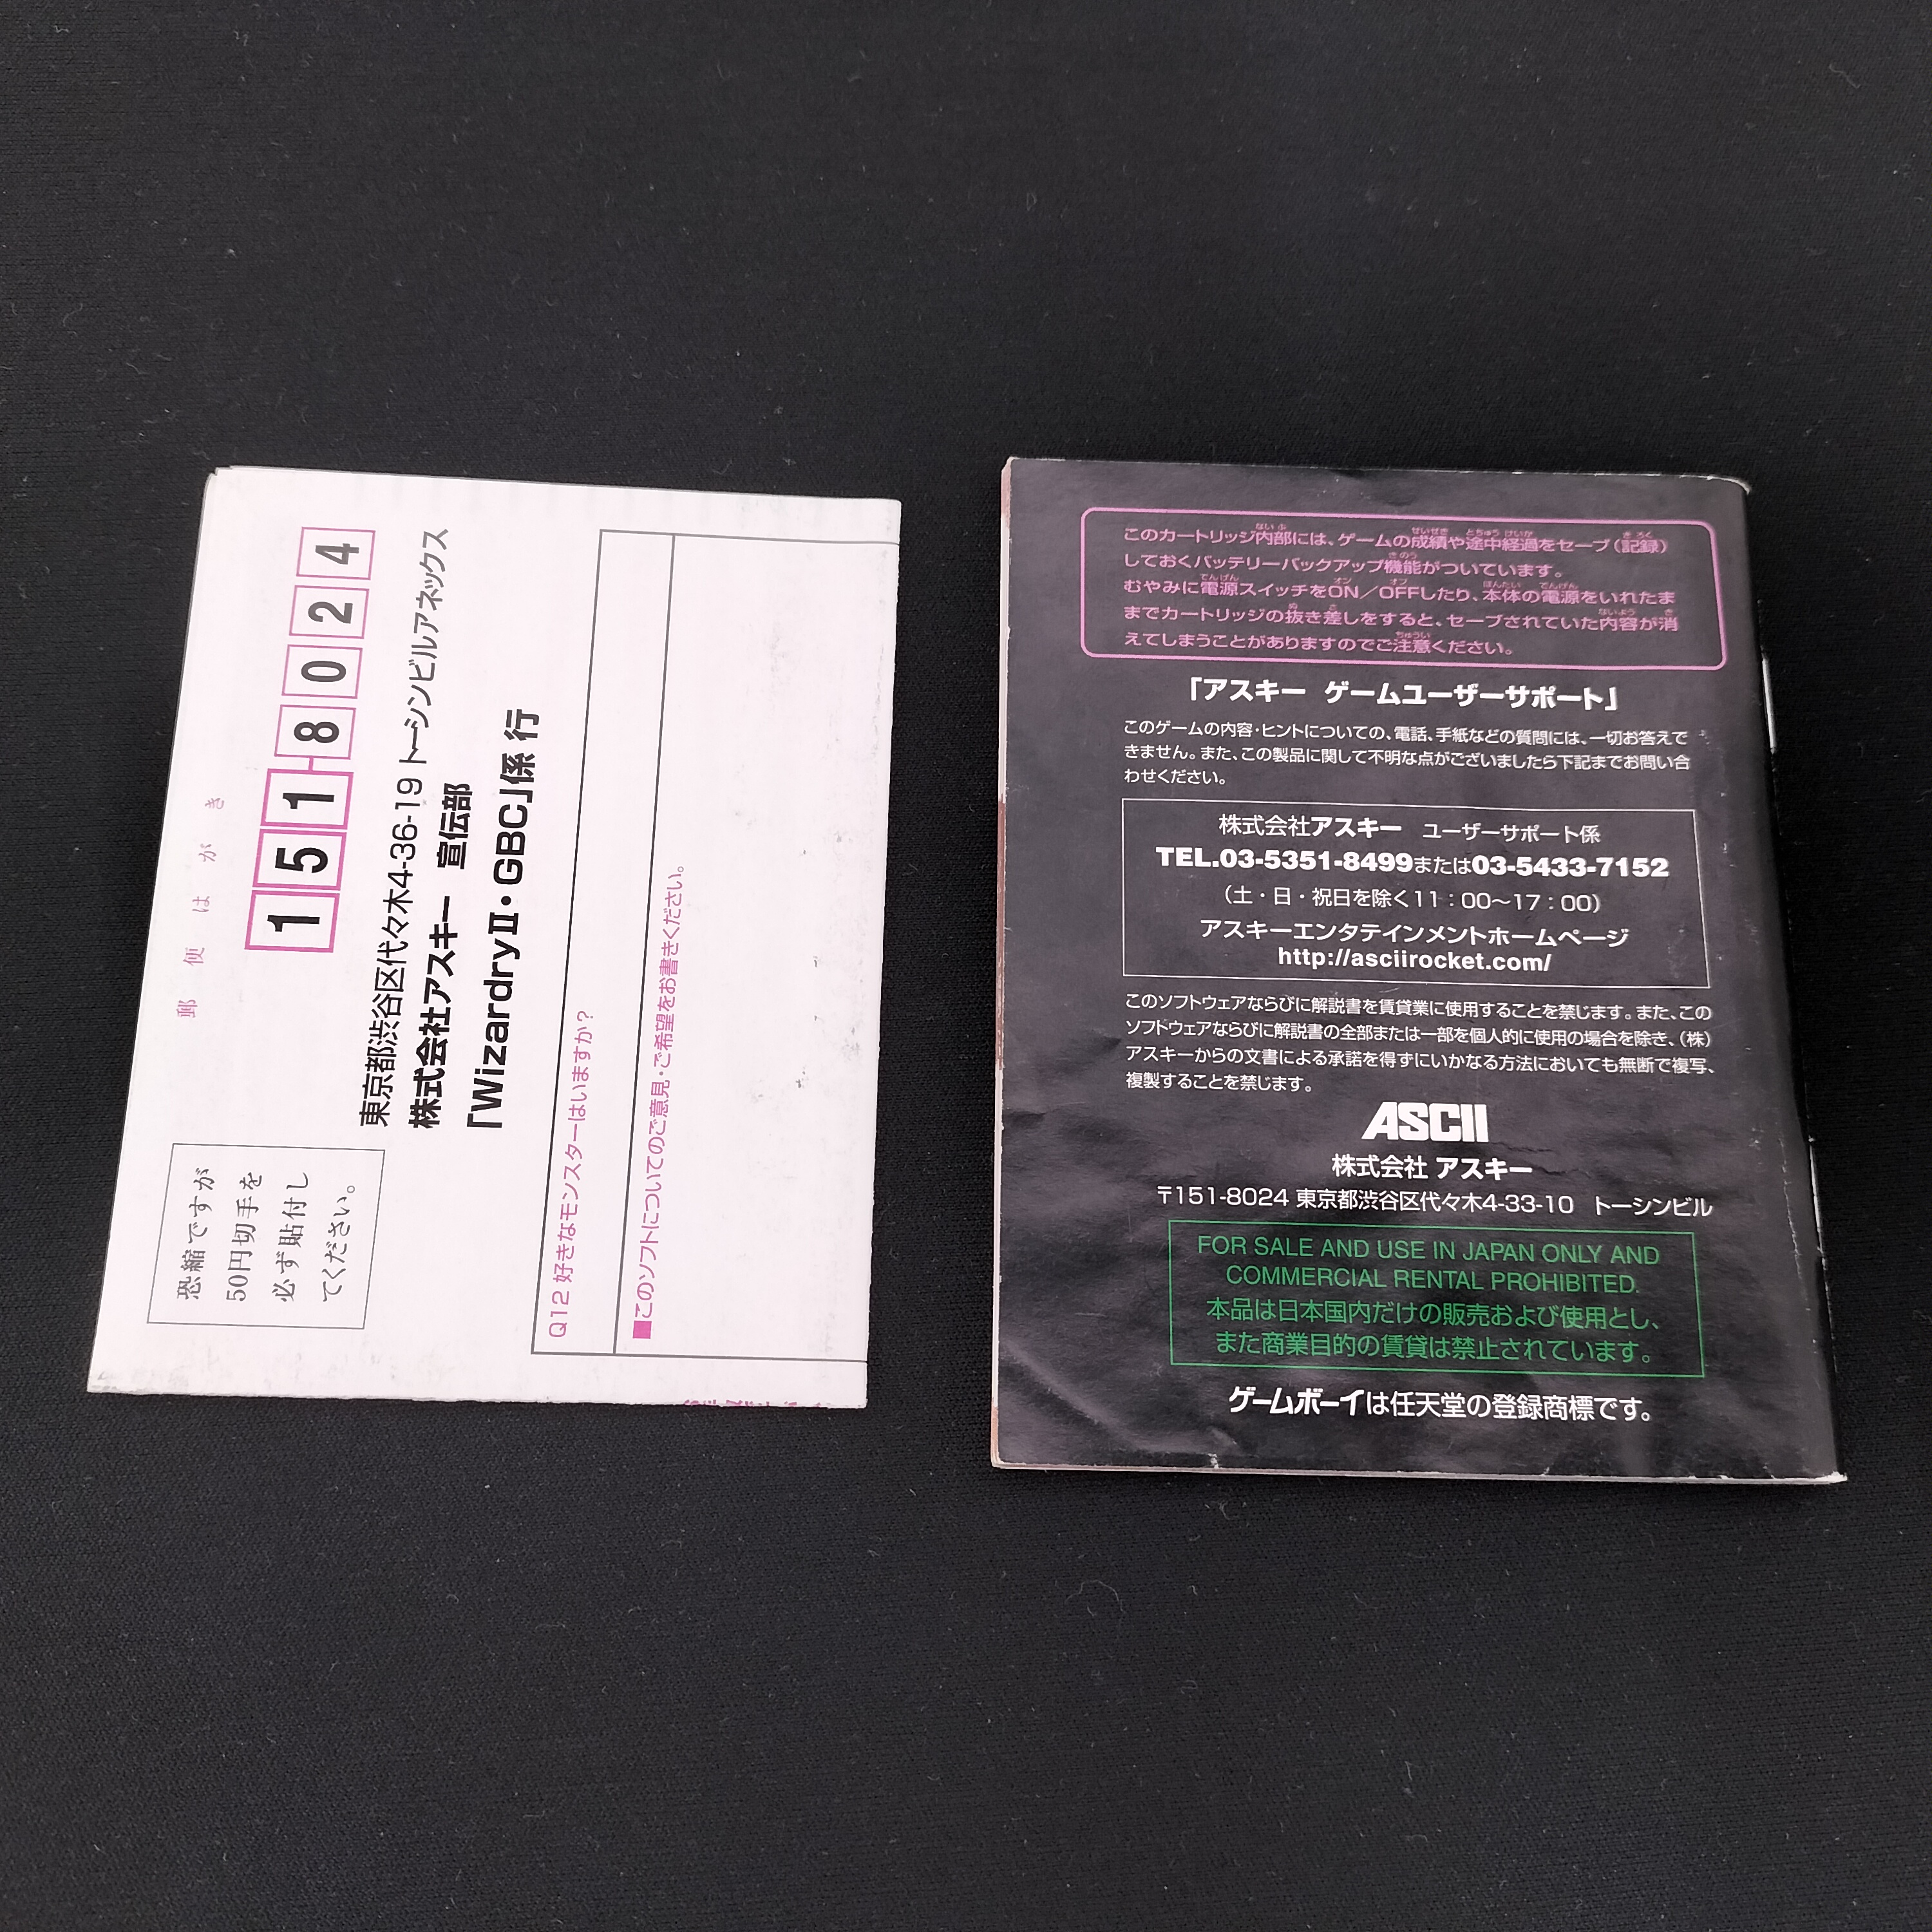 郵便はがき
151-8024
東京都渋谷区代々木4-36-19 トーシンビルアネックス
株式会社アスキー 宣伝部
「WizardryⅡ・GBC」係 行
恐縮ですが
50円切手を
必ず貼付し
てください。
Q12 好きなモンスターはいますか?
■このソフトについてのご意見・ご希望をお書きください。
このカートリッジ内部には、ゲームの成績や途中経過をセーブ(記録)
しておくバッテリーバックアップ機能がついています。
むやみに電源スイッチをON/OFFしたり、本体の電源をいれたま
までカートリッジの抜き差しをすると、セーブされていた内容が消
えてしまうことがありますのでご注意ください。
「アスキー ゲームユーザーサポート」
このゲームの内容・ヒントについての、電話、手紙などの質問には、一切お答えで
きません。また、この製品に関して不明な点がございましたら下記までお問い合
わせください。
株式会社アスキー ユーザーサポート係
TEL.03-5351-8499または03-5433-7152
(土・日・祝日を除く11:00〜17:00)
アスキーエンタテインメントホームページ
http://asciirocket.com/
このソフトウェアならびに解説書を賃貸業に使用することを禁じます。また、この
ソフトウェアならびに解説書の全部または一部を個人的に使用の場合を除き、(株)
アスキーからの文書による承諾を得ずにいかなる方法においても無断で複写、
複製することを禁じます。
ASCII
株式会社 アスキー
〒151-8024 東京都渋谷区代々木4-33-10 トーシンビル
FOR SALE AND USE IN JAPAN ONLY AND
COMMERCIAL RENTAL PROHIBITED.
本品は日本国内だけの販売および使用とし、
また商業目的の賃貸は禁止されています。
ゲームボーイは任天堂の登録商標です。